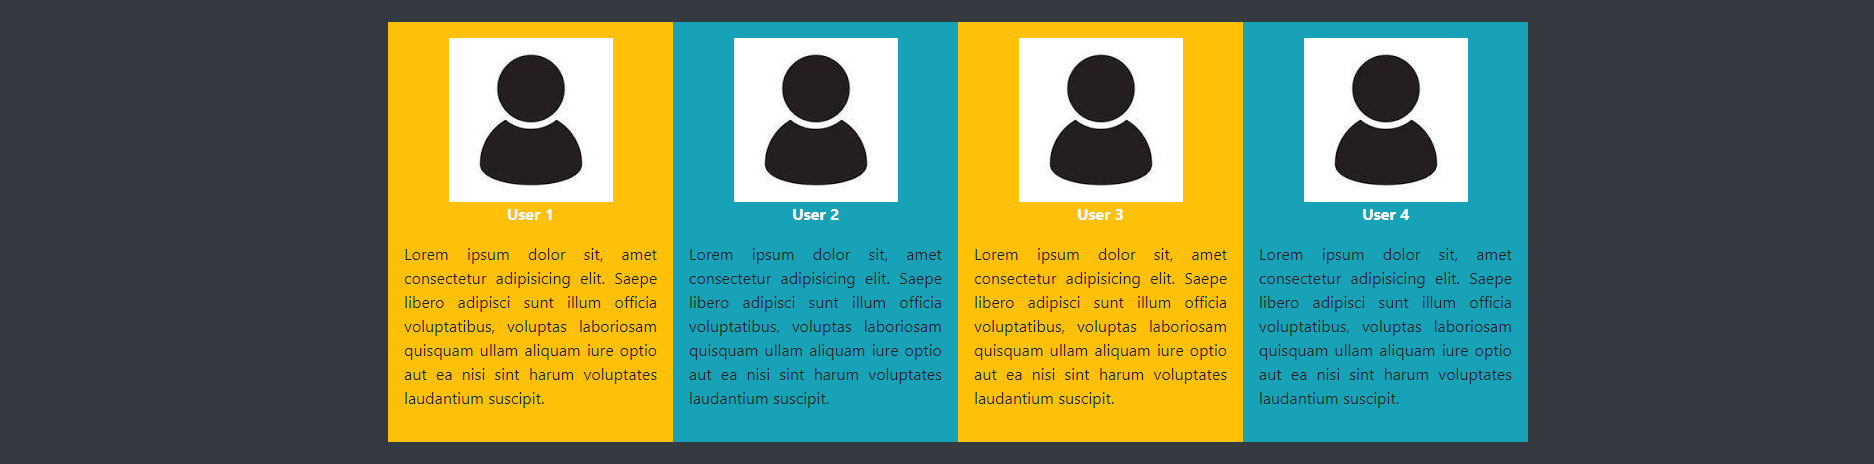 User 1
Lorem ipsum dolor sit, amet
consectetur adipisicing elit. Saepe
libero adipisci sunt illum officia
voluptatibus, voluptas laboriosam
quisquam ullam aliquam iure optio
aut ea nisi sint harum voluptates
laudantium suscipit.
User 2
Lorem ipsum dolor sit, amet
consectetur adipisicing elit. Saepe
libero adipisci sunt illum officia
voluptatibus, voluptas laboriosam
quisquam ullam aliquam iure optio
aut ea nisi sint harum voluptates
laudantium suscipit.
User 3
Lorem ipsum dolor sit, amet
consectetur adipisicing elit. Saepe
libero adipisci sunt illum officia
voluptatibus, voluptas laboriosam
quisquam ullam aliquam iure optio
aut ea nisi sint harum voluptates
laudantium suscipit.
User 4
Lorem ipsum dolor sit, amet
consectetur adipisicing elit. Saepe
libero adipisci sunt illum officia
voluptatibus, voluptas laboriosam
quisquam ullam aliquam iure optio
aut ea nisi sint harum voluptates
laudantium suscipit.